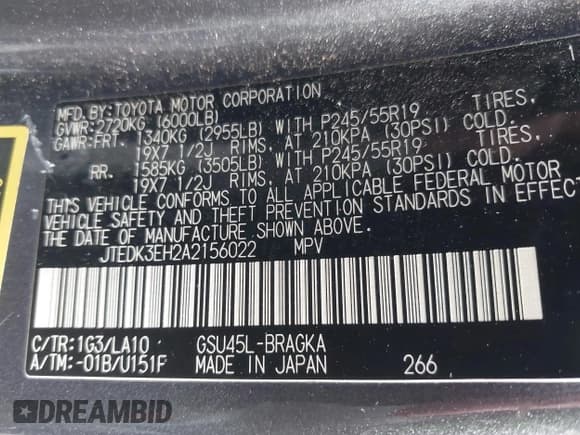 MFD.BY:TOYOTA MOTOR CORPORATION
GVWR:2720KG (6000LB)
GAWR:FRT. 1340KG (2955LB) WITH P245/55R19 TIRES,
19X7 1/2J RIMS, AT 210KPA (30PSI) COLD.
RR. 1585KG (3505LB) WITH P245/55R19 TIRES,
19X7 1/2J RIMS, AT 210KPA (30PSI) COLD.
THIS VEHICLE CONFORMS TO ALL APPLICABLE FEDERAL MOTOR
VEHICLE SAFETY AND THEFT PREVENTION STANDARDS IN EFFECT
THE DATE OF MANUFACTURE SHOWN ABOVE.
JTEDK3EH2A2156022 MPV
C/TR:1G3/LA10 GSU45L-BRAGKA
A/TM:-01B/U151F MADE IN JAPAN 266
DREAMBID